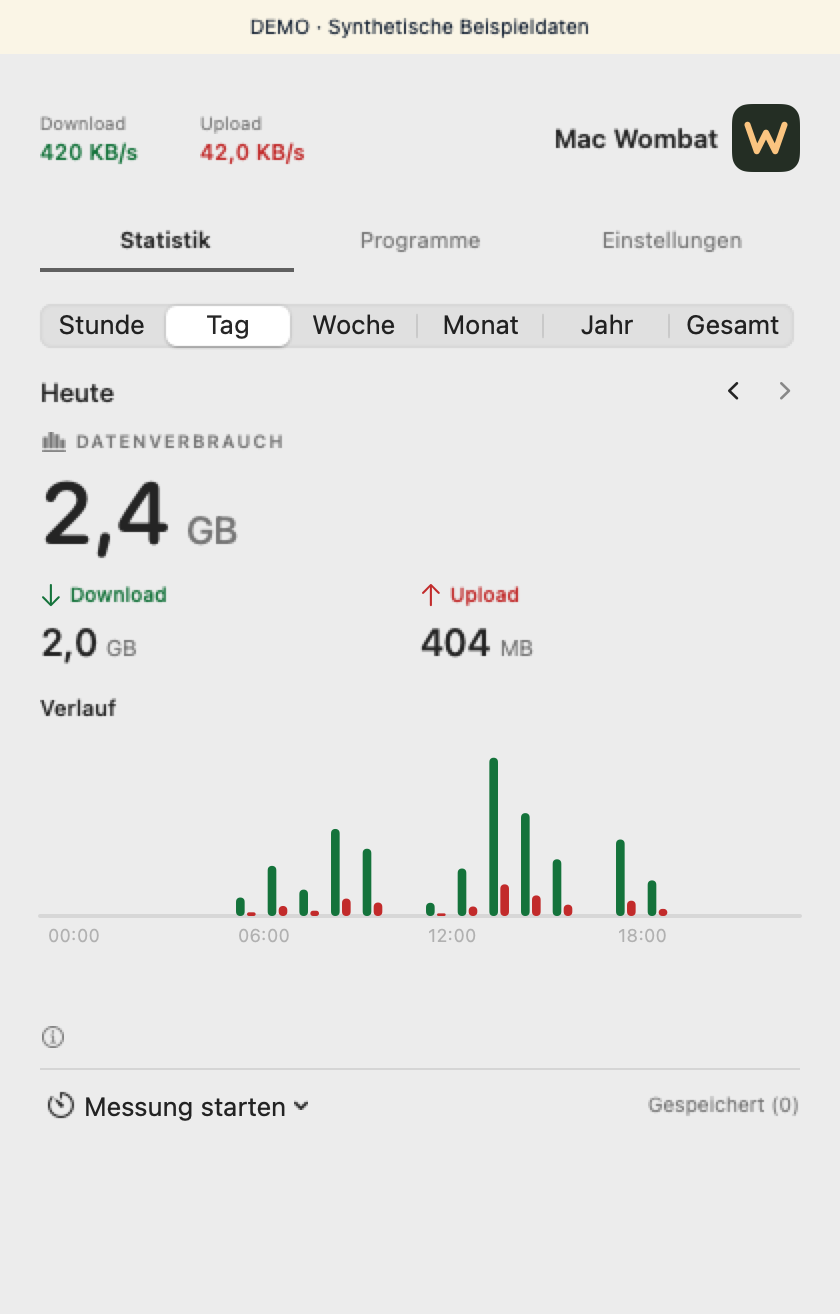 DEMO · Synthetische Beispieldaten
Download Upload
420 KB/s 42,0 KB/s
Mac Wombat W
Statistik Programme Einstellungen
Stunde Tag Woche Monat Jahr Gesamt
Heute
DATENVERBRAUCH
2,4 GB
Download Upload
2,0 GB 404 MB
Verlauf
00:00 06:00 12:00 18:00
Messung starten Gespeichert (0)